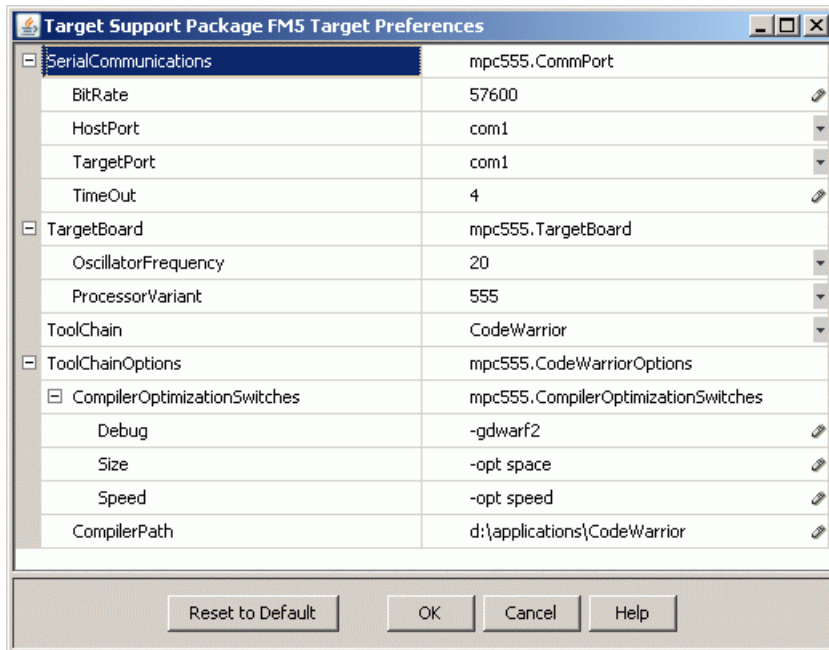 Target Support Package FM5 Target Preferences
SerialCommunications mpc555.CommPort
BitRate 57600
HostPort com1
TargetPort com1
TimeOut 4
TargetBoard mpc555.TargetBoard
OscillatorFrequency 20
ProcessorVariant 555
ToolChain CodeWarrior
ToolChainOptions mpc555.CodeWarriorOptions
CompilerOptimizationSwitches mpc555.CompilerOptimizationSwitches
Debug -gdwarf2
Size -opt space
Speed -opt speed
CompilerPath d:\applications\CodeWarrior
Reset to Default OK Cancel Help